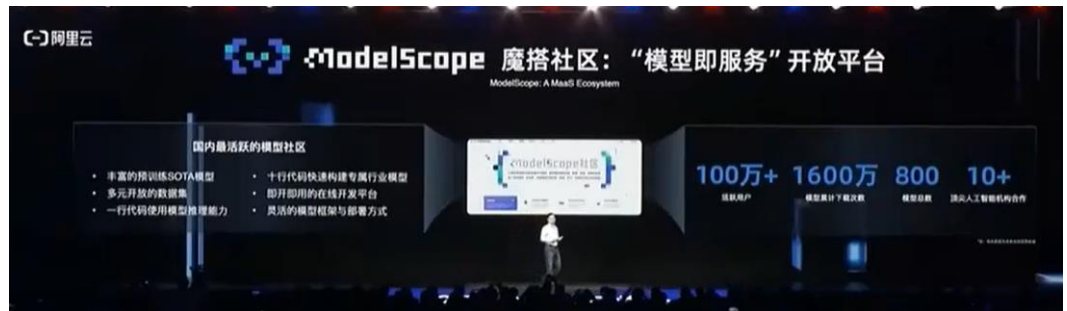 阿里云
ModelScope 魔搭社区：“模型即服务”开放平台
ModelScope: A MaaS Ecosystem
国内最活跃的模型社区
• 丰富的预训练SOTA模型
• 多元开放的数据集
• 一行代码使用模型推理能力
• 十行代码快速构建专属行业模型
• 即开即用的在线开发平台
• 灵活的模型框架与部署方式
ModelScope社区
100万+
活跃用户
1600万
模型累计下载次数
800
模型总数
10+
顶尖人工智能机构合作